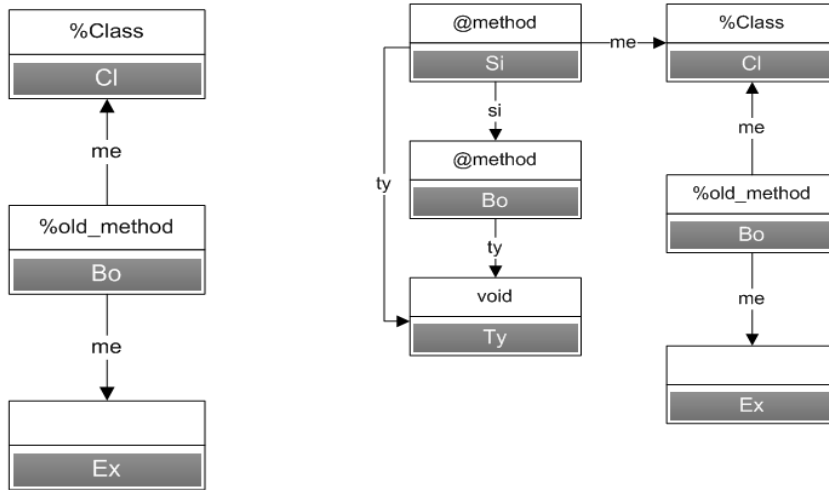 %Class
Cl
me
%old_method
Bo
me
Ex
@method
Si
me
%Class
Cl
si
me
ty
@method
Bo
%old_method
Bo
ty
me
void
Ty
Ex